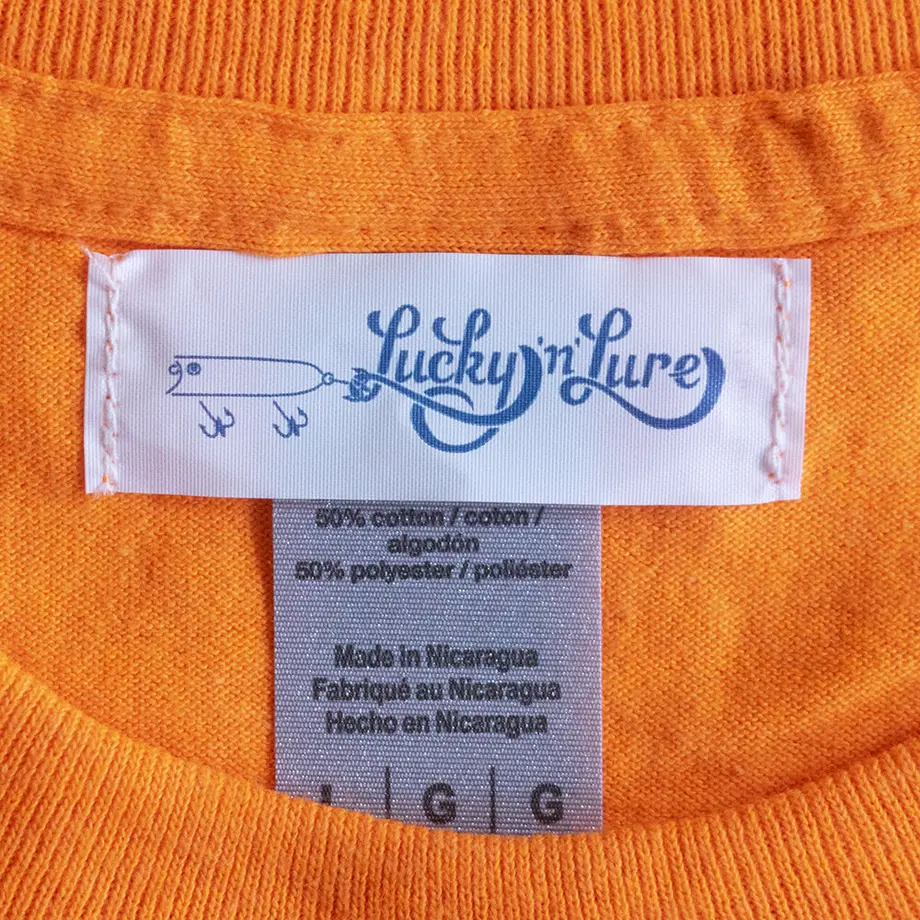 Lucky 'n' Lure
50% cotton / coton /
algodón
50% polyester / poliéster
Made in Nicaragua
Fabriqué au Nicaragua
Hecho en Nicaragua
| G | G